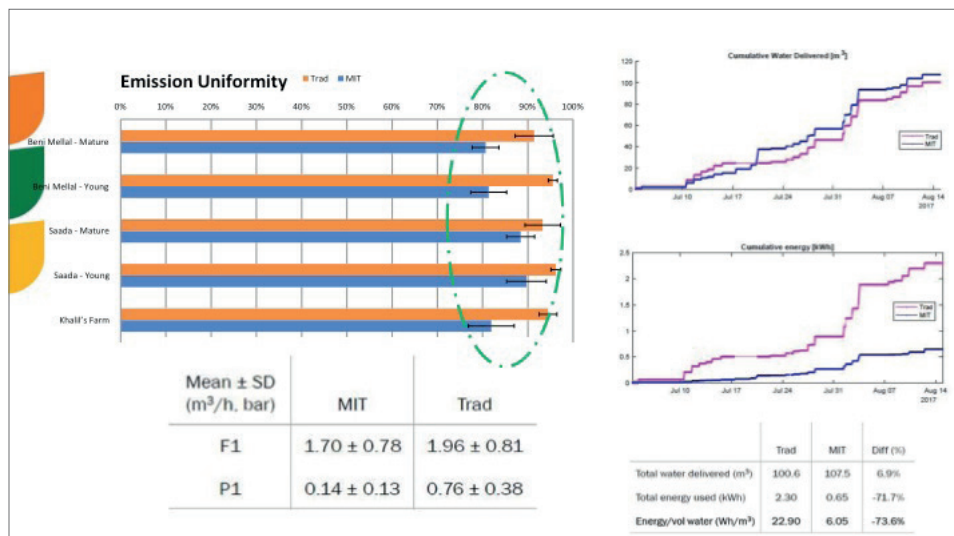 Emission Uniformity
Trad MIT
0% 10% 20% 30% 40% 50% 60% 70% 80% 90% 100%
Beni Mellal - Mature
Beni Mellal - Young
Saada - Mature
Saada - Young
Khalil's Farm
Mean ± SD
(m³/h, bar) MIT Trad
F1 1.70 ± 0.78 1.96 ± 0.81
P1 0.14 ± 0.13 0.76 ± 0.38
Cumulative Water Delivered [m³]
120
100
80
60
40
20
0
Trad
MIT
Jul 10 Jul 17 Jul 24 Jul 31 Aug 07 Aug 14
2017
Cumulative energy [kWh]
2.5
2
1.5
1
0.5
0
Trad
MIT
Jul 10 Jul 17 Jul 24 Jul 31 Aug 07 Aug 14
2017
Trad MIT Diff (%)
Total water delivered (m³) 100.6 107.5 6.9%
Total energy used (kWh) 2.30 0.65 -71.7%
Energy/vol water (Wh/m³) 22.90 6.05 -73.6%